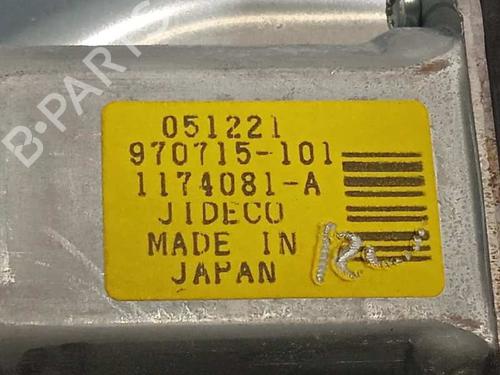 B-PARTS
051221
970715-101
1174081-A
JIDECO
MADE IN
JAPAN